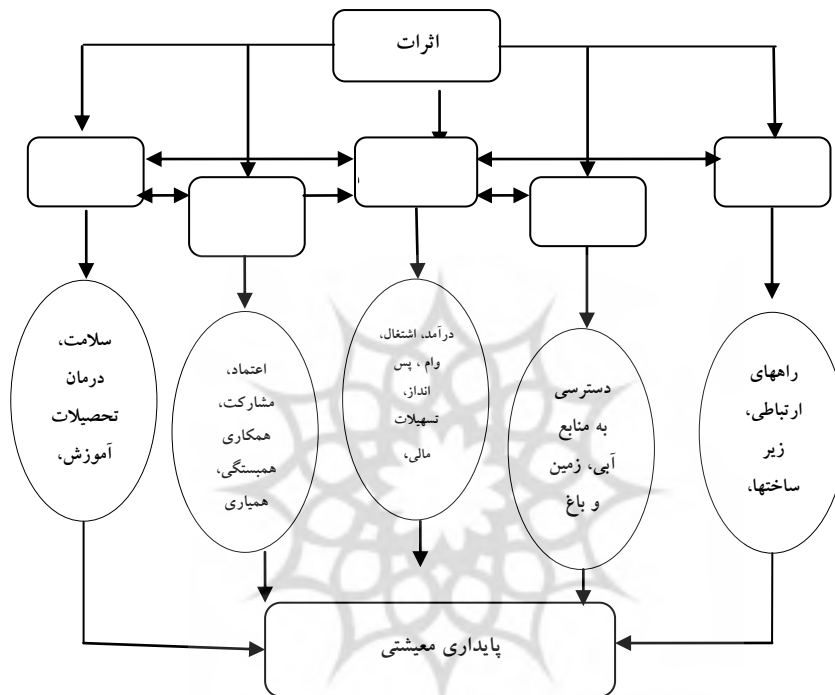 اثرات
راههای
ارتباطی،
زیر
ساختها،
دسترسی
به منابع
آبی، زمین
و باغ
درآمد، اشتغال،
وام ، پس
انداز،
تسهیلات
مالی،
اعتماد،
مشارکت،
همکاری
همبستگی،
همیاری
سلامت،
درمان
تحصیلات
آموزش،
پایداری معیشتی